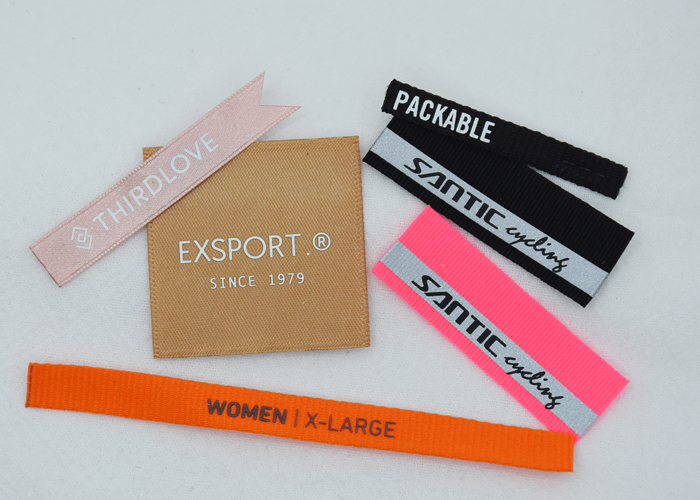 THIRDLOVE
EXSPORT.®
SINCE 1979
PACKABLE
SANTIC cycling
SANTIC cycling
WOMEN | X-LARGE